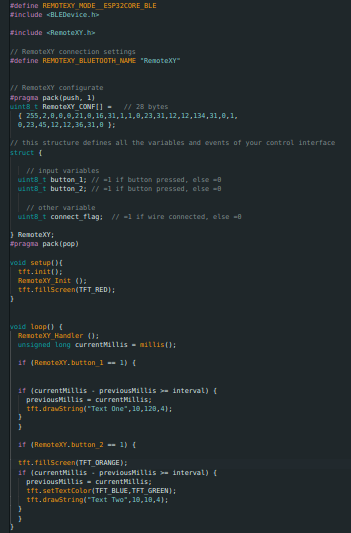 #define REMOTEXY_MODE__ESP32CORE_BLE
#include <BLEDevice.h>
#include <RemoteXY.h>
// RemoteXY connection settings
#define REMOTEXY_BLUETOOTH_NAME "RemoteXY"
// RemoteXY configurate
#pragma pack(push, 1)
uint8_t RemoteXY_CONF[] =   // 28 bytes
{ 255,2,0,0,0,21,0,16,31,1,1,0,23,31,12,12,134,31,0,1,
0,23,45,12,12,36,31,0 };
// this structure defines all the variables and events of your control interface
struct {
// input variables
uint8_t button_1; // =1 if button pressed, else =0
uint8_t button_2; // =1 if button pressed, else =0
// other variable
uint8_t connect_flag;  // =1 if wire connected, else =0
} RemoteXY;
#pragma pack(pop)
void setup(){
tft.init();
RemoteXY_Init ();
tft.fillScreen(TFT_RED);
}
void loop() {
RemoteXY_Handler ();
unsigned long currentMillis = millis();
if (RemoteXY.button_1 == 1) {
if (currentMillis - previousMillis >= interval) {
previousMillis = currentMillis;
tft.drawString("Text One",10,120,4);
}
}
if (RemoteXY.button_2 == 1) {
tft.fillScreen(TFT_ORANGE);
if (currentMillis - previousMillis >= interval) {
previousMillis = currentMillis;
tft.setTextColor(TFT_BLUE,TFT_GREEN);
tft.drawString("Text Two",10,10,4);
}
}
}